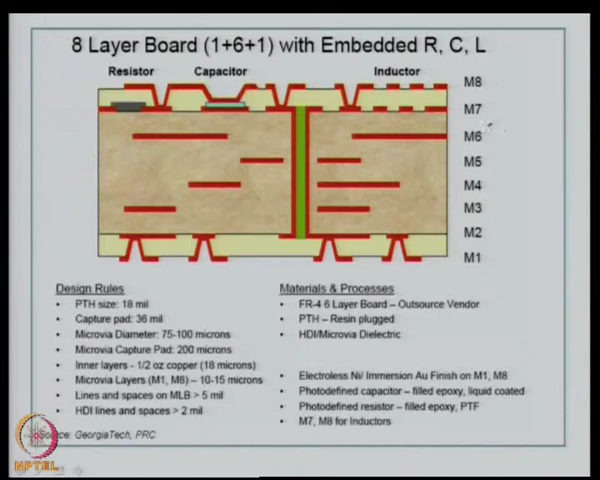 8 Layer Board (1+6+1) with Embedded R, C, L
Resistor
Capacitor
Inductor
M8
M7
M6
M5
M4
M3
M2
M1
Design Rules
• PTH size: 18 mil
• Capture pad: 36 mil
• Microvia Diameter: 75-100 microns
• Microvia Capture Pad: 200 microns
• Inner layers - 1/2 oz copper (18 microns)
• Microvia Layers (M1, M8) – 10-15 microns
• Lines and spaces on MLB > 5 mil
• HDI lines and spaces > 2 mil
Materials & Processes
• FR-4 6 Layer Board – Outsource Vendor
• PTH – Resin plugged
• HDI/Microvia Dielectric
• Electroless Ni/ Immersion Au Finish on M1, M8
• Photodefined capacitor – filled epoxy, liquid coated
• Photodefined resistor – filled epoxy, PTF
• M7, M8 for Inductors
Source: GeorgiaTech, PRC
NPTEL